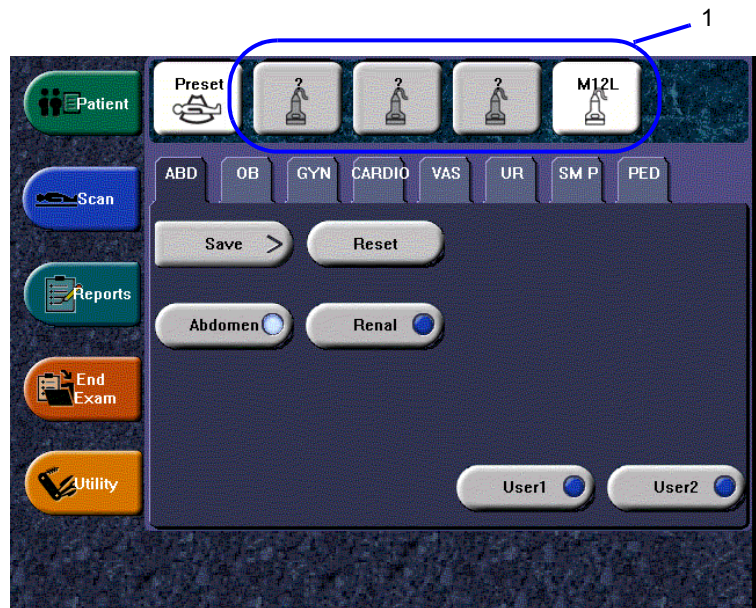 1
Patient
Preset
?
?
?
M12L
Scan
ABD OB GYN CARDIO VAS UR SM P PED
Save >
Reset
Reports
Abdomen
Renal
End
Exam
Utility
User1
User2